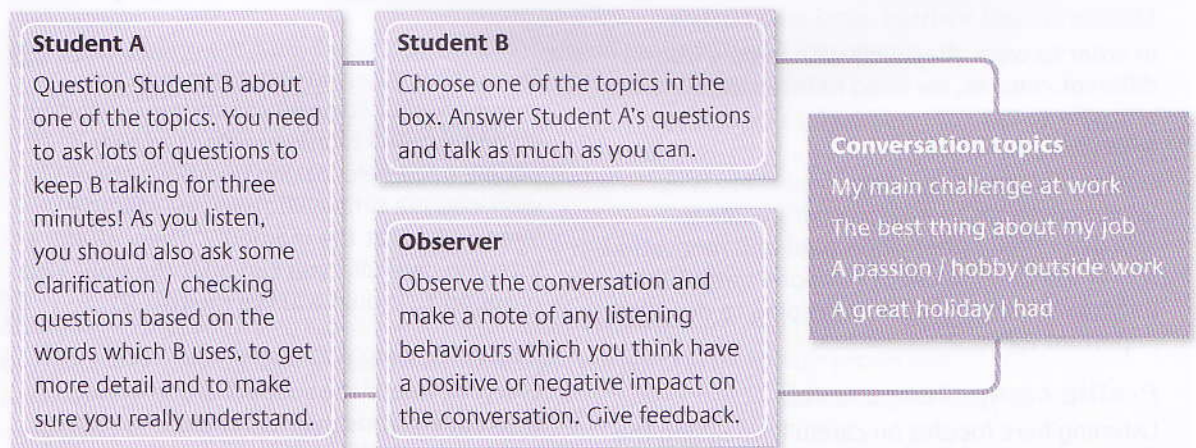 Student A
Question Student B about
one of the topics. You need
to ask lots of questions to
keep B talking for three
minutes! As you listen,
you should also ask some
clarification / checking
questions based on the
words which B uses, to get
more detail and to make
sure you really understand.
Student B
Choose one of the topics in the
box. Answer Student A's questions
and talk as much as you can.
Observer
Observe the conversation and
make a note of any listening
behaviours which you think have
a positive or negative impact on
the conversation. Give feedback.
Conversation topics
My main challenge at work
The best thing about my job
A passion / hobby outside work
A great holiday I had